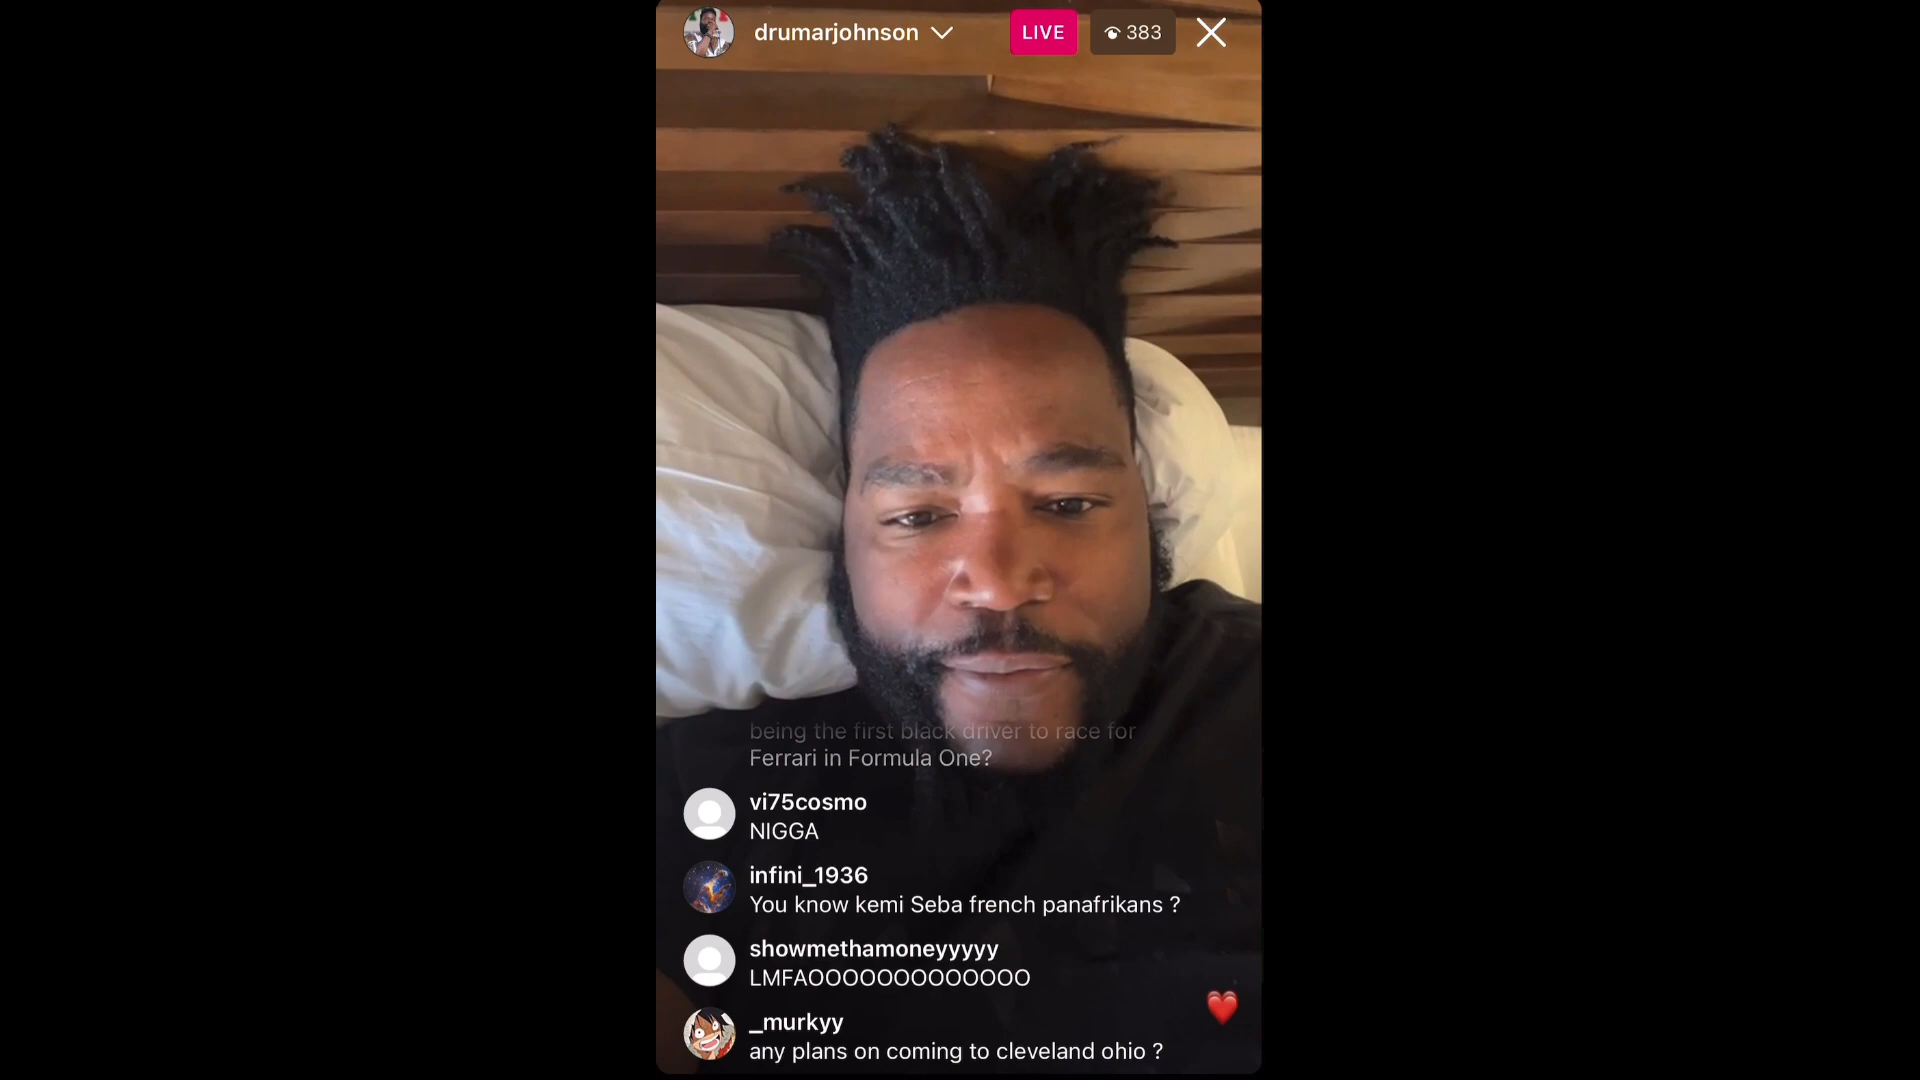 drumarjohnson
LIVE
383
being the first black driver to race for
Ferrari in Formula One?
vi75cosmo
NIGGA
infini_1936
You know kemi Seba french panafrikans ?
showmethamoneyyyyy
LMFAOOOOOOOOOOOOO
_murkyy
any plans on coming to cleveland ohio ?